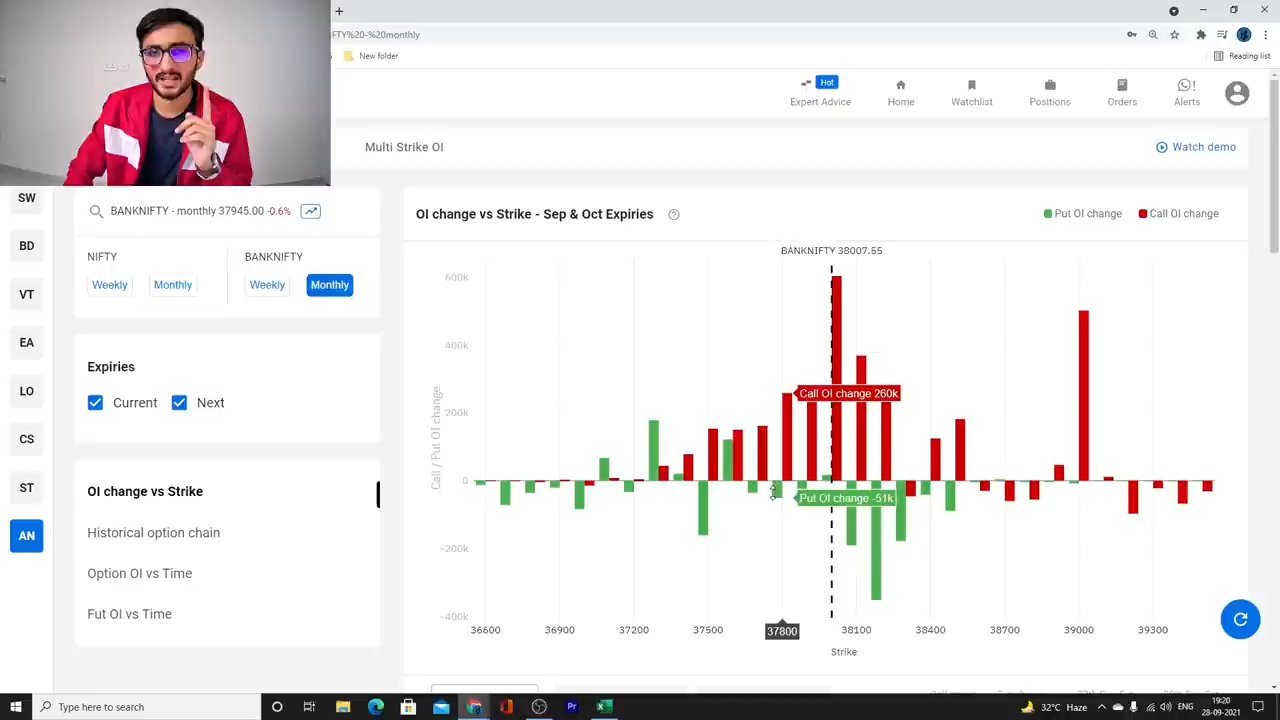 FTY%20-%20monthly
New folder
Reading list
Hot
Expert Advice
Home
Watchlist
Positions
Orders
Alerts
Multi Strike OI
Watch demo
SW
BD
VT
EA
LO
CS
ST
AN
BANKNIFTY - monthly 37945.00 -0.6%
NIFTY
BANKNIFTY
Weekly
Monthly
Weekly
Monthly
Expiries
Current
Next
OI change vs Strike
Historical option chain
Option OI vs Time
Fut OI vs Time
OI change vs Strike - Sep & Oct Expiries
Put OI change
Call OI change
BANKNIFTY 38007.55
600k
400k
200k
0
−200k
−400k
Call / Put OI change
Call OI change 260k
Put OI change -51k
36600
36900
37200
37500
37800
38100
38400
38700
39000
39300
Strike
Type here to search
32°C Haze
ENG
19:20
28-09-2021